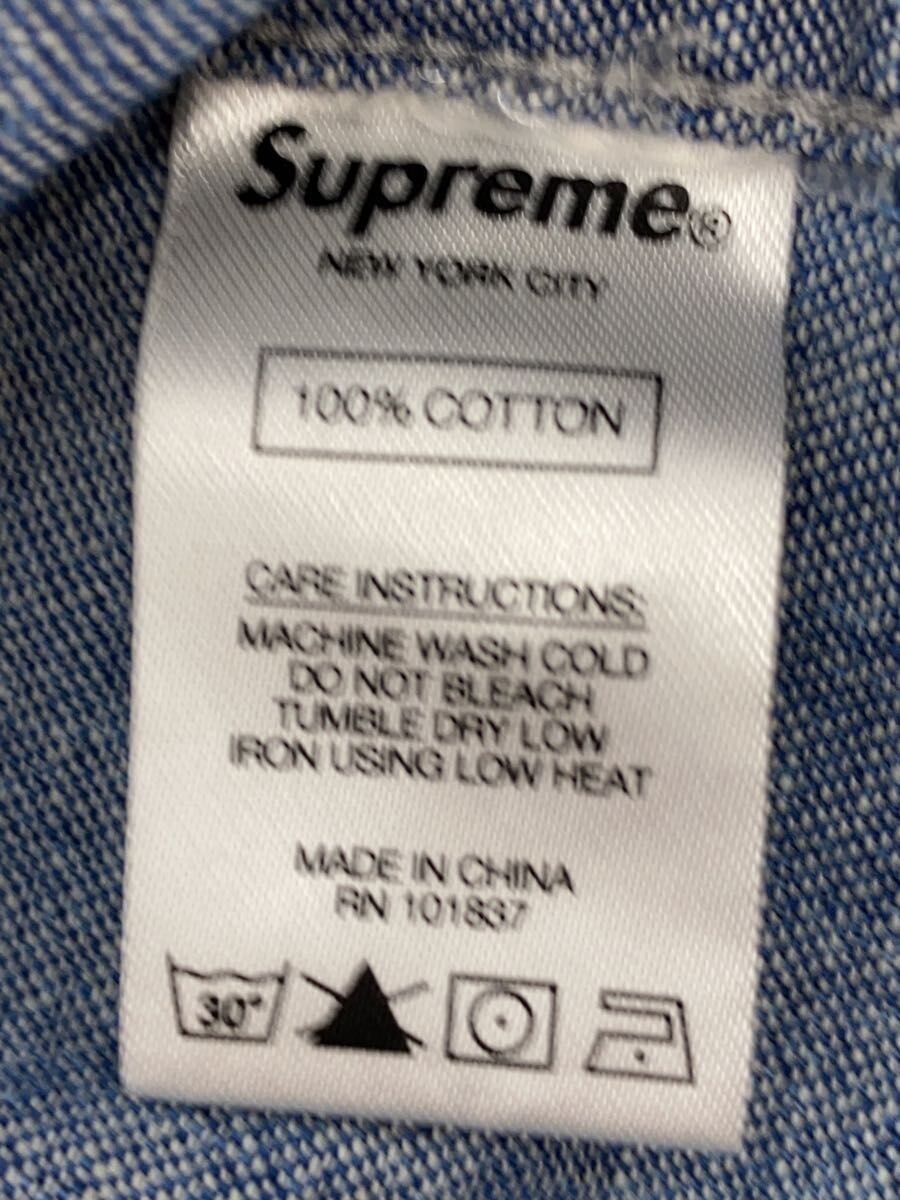 Supreme®
NEW YORK CITY
100% COTTON
CARE INSTRUCTIONS:
MACHINE WASH COLD
DO NOT BLEACH
TUMBLE DRY LOW
IRON USING LOW HEAT
MADE IN CHINA
RN 101837
30°